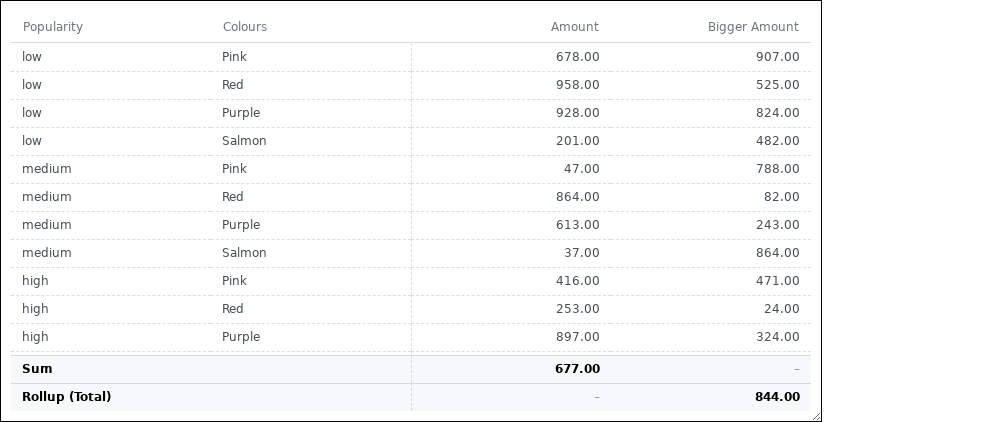 Popularity Colours Amount Bigger Amount
low Pink 678.00 907.00
low Red 958.00 525.00
low Purple 928.00 824.00
low Salmon 201.00 482.00
medium Pink 47.00 788.00
medium Red 864.00 82.00
medium Purple 613.00 243.00
medium Salmon 37.00 864.00
high Pink 416.00 471.00
high Red 253.00 24.00
high Purple 897.00 324.00
Sum 677.00 –
Rollup (Total) – 844.00